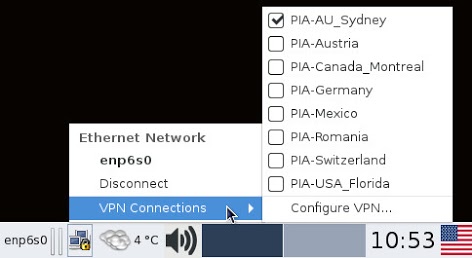 PIA-AU_Sydney
PIA-Austria
PIA-Canada_Montreal
PIA-Germany
PIA-Mexico
PIA-Romania
PIA-Switzerland
PIA-USA_Florida
Configure VPN...
Ethernet Network
enp6s0
Disconnect
VPN Connections
enp6s0 4 °C 10:53